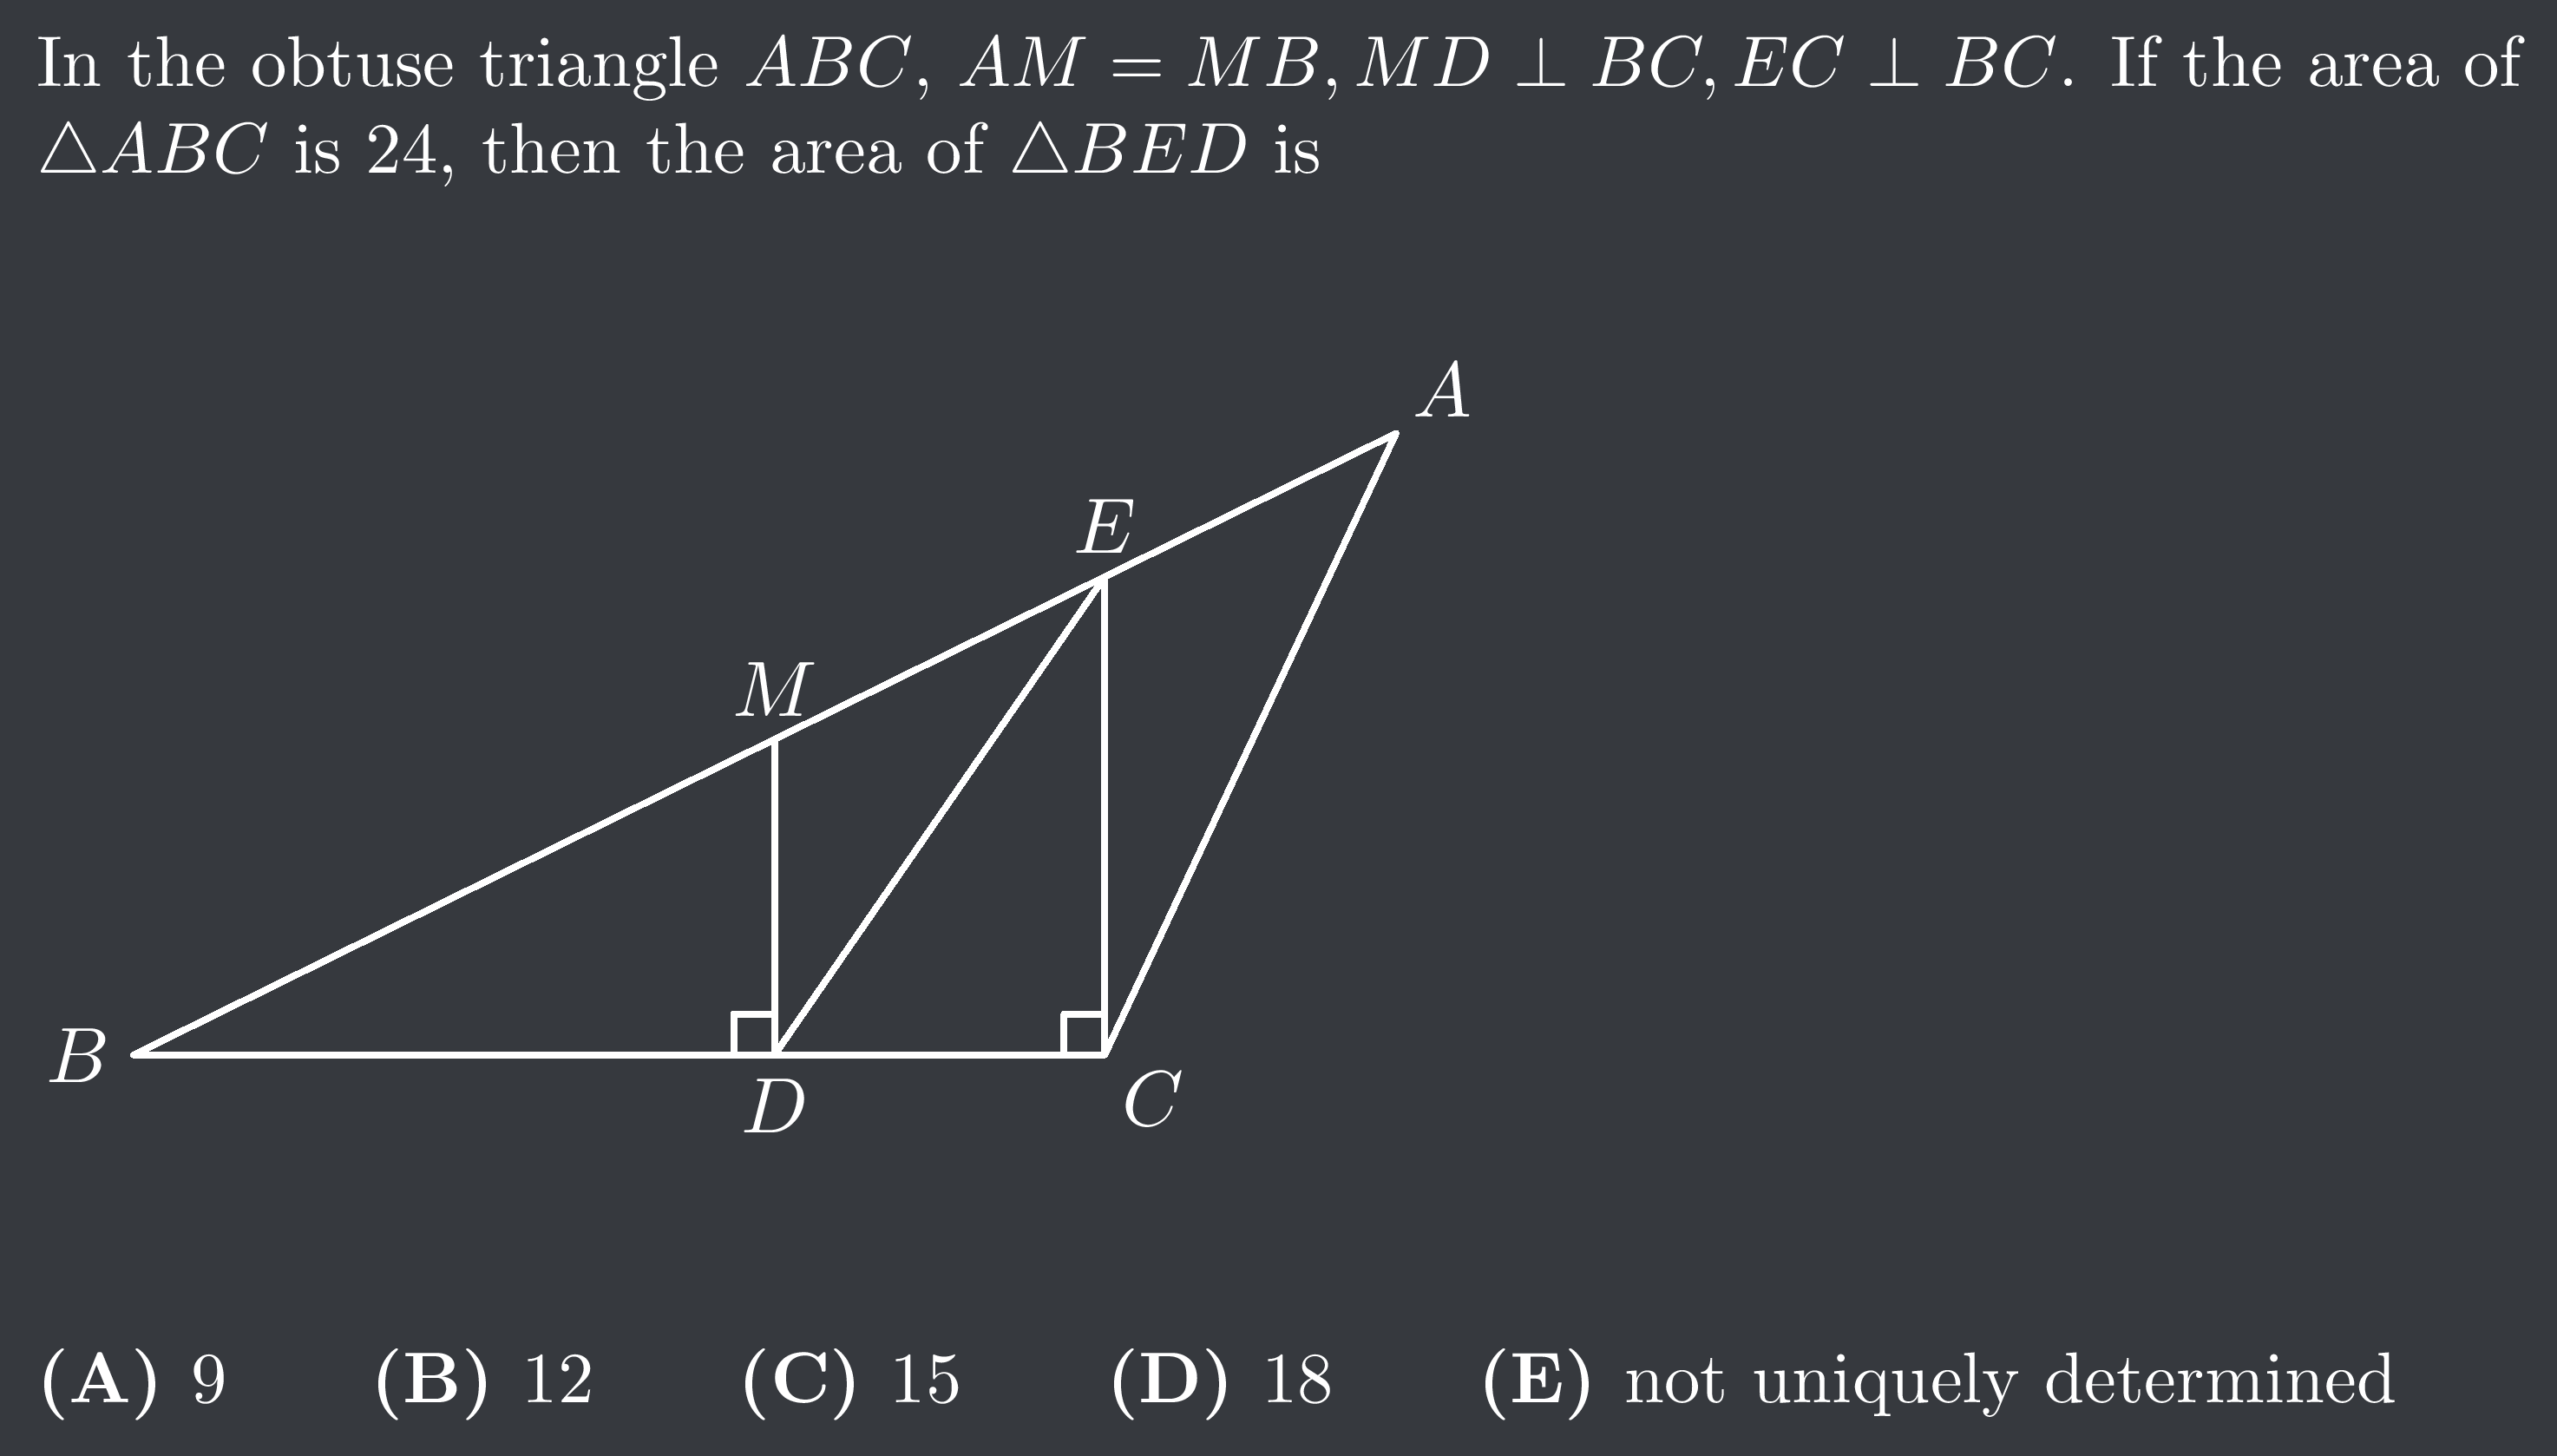 In the obtuse triangle $ABC$, $AM = MB, MD \perp BC, EC \perp BC$. If the area of
$\triangle ABC$ is 24, then the area of $\triangle BED$ is
A
E
M
B
D
C
(A) 9 (B) 12 (C) 15 (D) 18 (E) not uniquely determined